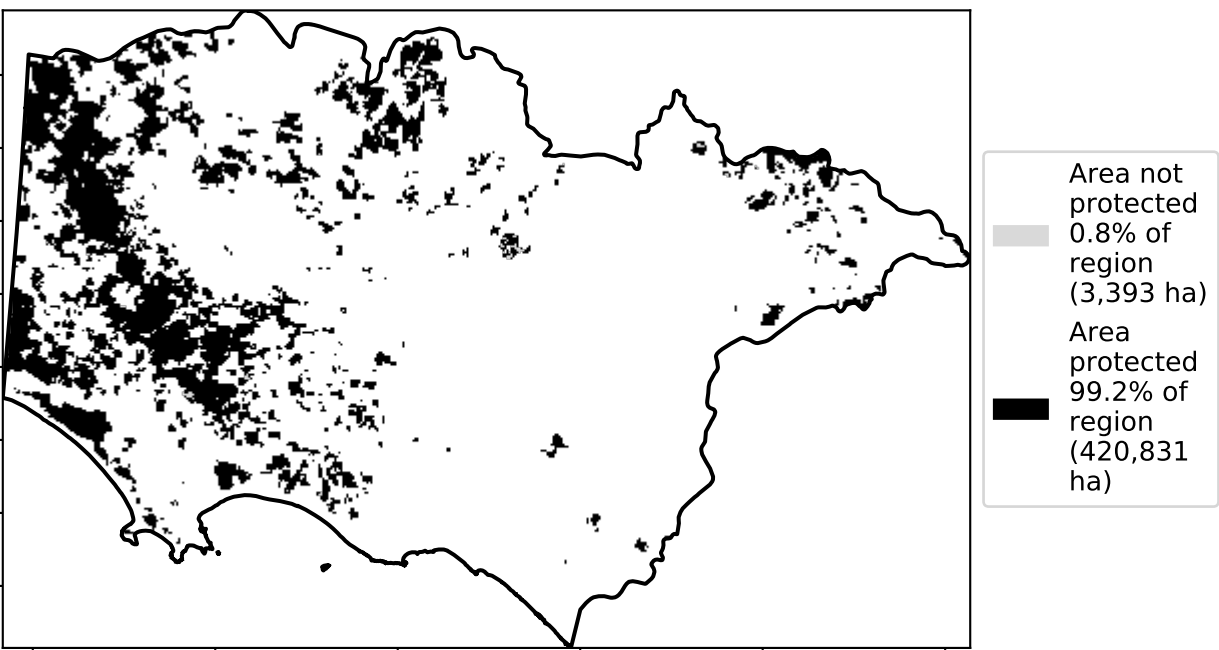 Area not
protected
0.8% of
region
(3,393 ha)
Area
protected
99.2% of
region
(420,831
ha)